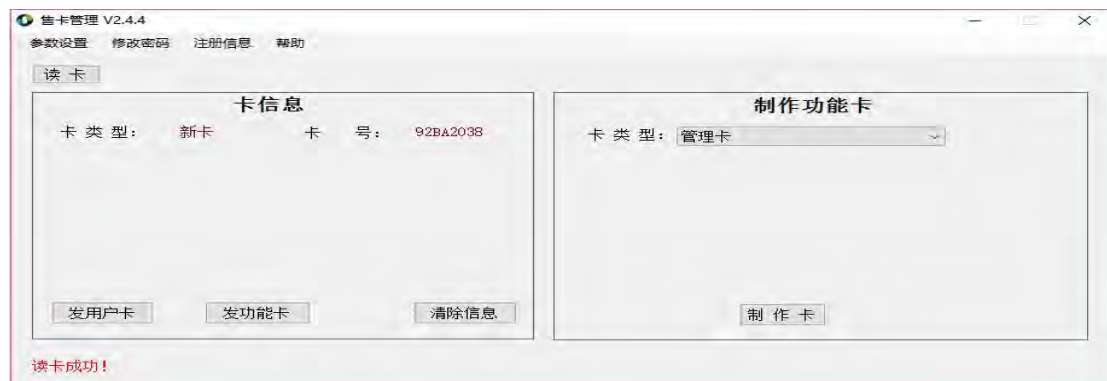 售卡管理 V2.4.4
参数设置 修改密码 注册信息 帮助
读 卡
卡信息
卡 类 型： 新卡 卡 号： 92BA2038
发用户卡 发功能卡 清除信息
制作功能卡
卡 类 型： 管理卡
制 作 卡
读卡成功！